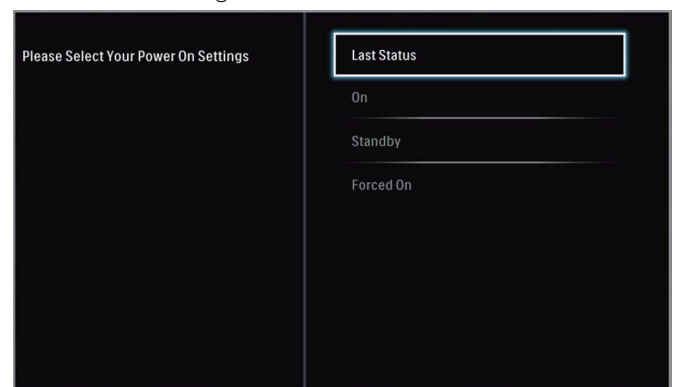 Please Select Your Power On Settings
Last Status
On
Standby
Forced On